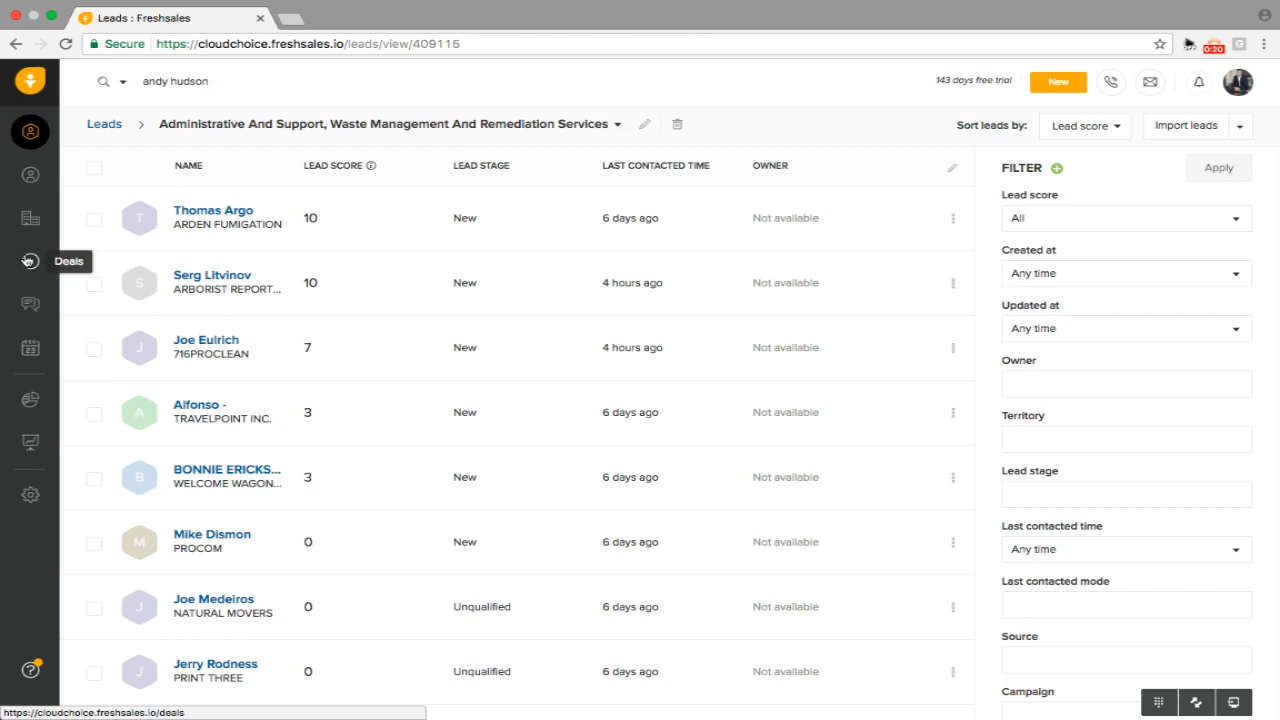 Leads : Freshsales
Secure https://cloudchoice.freshsales.io/leads/view/409115
0:20
G
andy hudson
143 days free trial
New
Leads > Administrative And Support, Waste Management And Remediation Services
Sort leads by: Lead score
Import leads
NAME LEAD SCORE LEAD STAGE LAST CONTACTED TIME OWNER
T Thomas Argo 10 New 6 days ago Not available
ARDEN FUMIGATION
Deals
S Serg Litvinov 10 New 4 hours ago Not available
ARBORIST REPORT...
J Joe Eulrich 7 New 4 hours ago Not available
716PROCLEAN
23
A Alfonso - 3 New 6 days ago Not available
TRAVELPOINT INC.
B BONNIE ERICKS... 3 New 6 days ago Not available
WELCOME WAGON...
M Mike Dismon 0 New 6 days ago Not available
PROCOM
J Joe Medeiros 0 Unqualified 6 days ago Not available
NATURAL MOVERS
J Jerry Rodness 0 Unqualified 6 days ago Not available
PRINT THREE
FILTER Apply
Lead score
All
Created at
Any time
Updated at
Any time
Owner
Territory
Lead stage
Last contacted time
Any time
Last contacted mode
Source
Campaign
https://cloudchoice.freshsales.io/deals